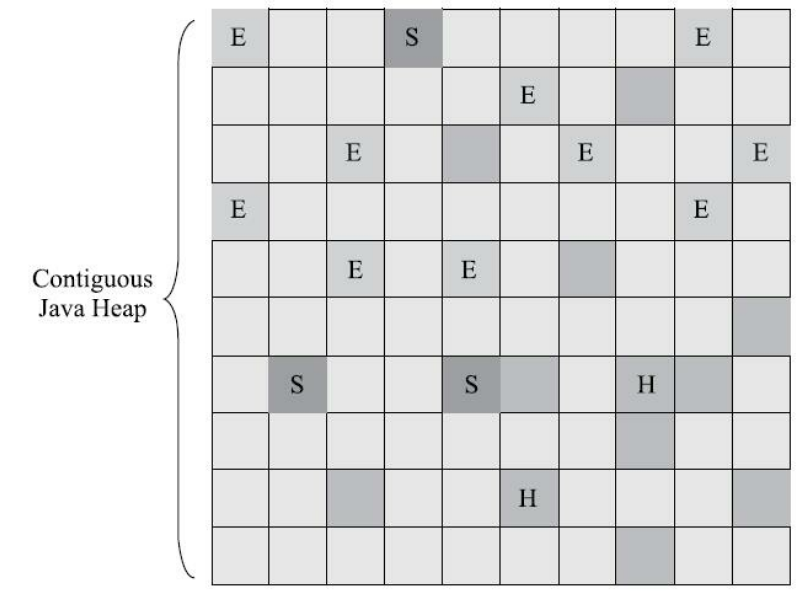 E S E
E
E E E
E E
Contiguous
Java Heap
E E
S S H
H